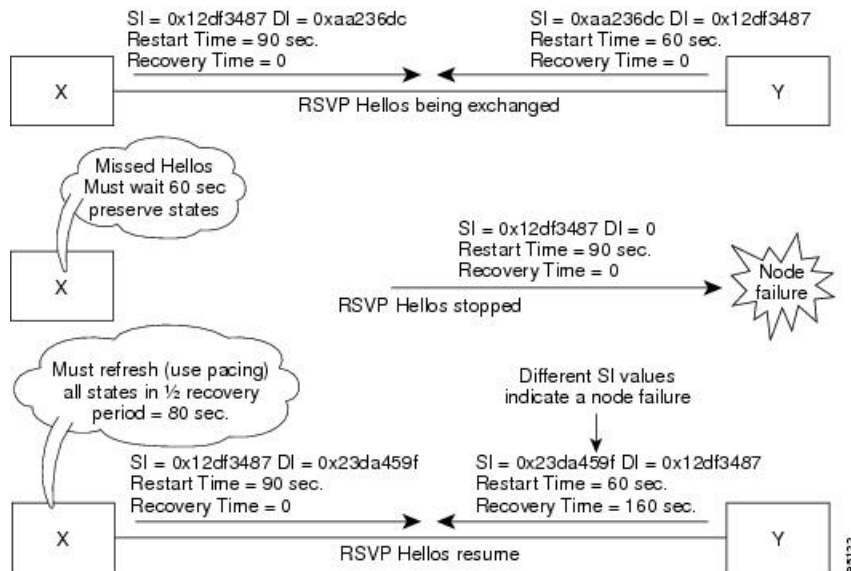 SI = 0x12df3487 DI = 0xaa236dc
Restart Time = 90 sec.
Recovery Time = 0
SI = 0xaa236dc DI = 0x12df3487
Restart Time = 60 sec.
Recovery Time = 0
X
RSVP Hellos being exchanged
Y
Missed Hellos
Must wait 60 sec
preserve states
X
SI = 0x12df3487 DI = 0
Restart Time = 90 sec.
Recovery Time = 0
RSVP Hellos stopped
Node
failure
Must refresh (use pacing)
all states in ½ recovery
period = 80 sec.
Different SI values
indicate a node failure
SI = 0x12df3487 DI = 0x23da459f
Restart Time = 90 sec.
Recovery Time = 0
SI = 0x23da459f DI = 0x12df3487
Restart Time = 60 sec.
Recovery Time = 160 sec.
X
RSVP Hellos resume
Y